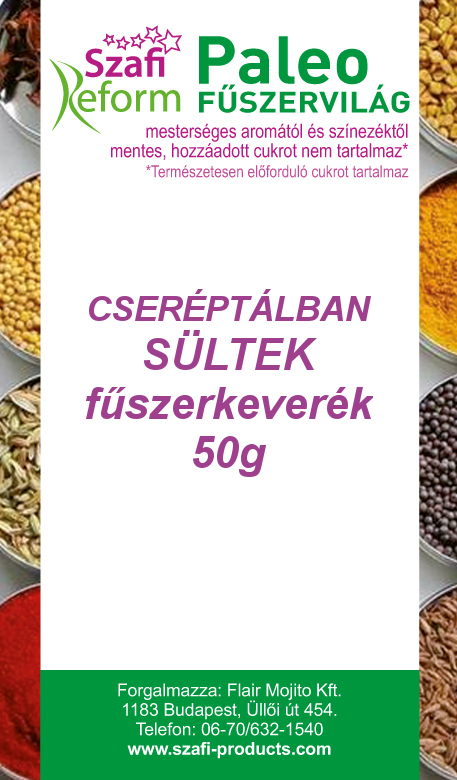 Szafi
Reform
Paleo
FŰSZERVILÁG
mesterséges aromától és színezéktől
mentes, hozzáadott cukrot nem tartalmaz*
*Természetesen előforduló cukrot tartalmaz
CSERÉPTÁLBAN
SÜLTEK
fűszerkeverék
50g
Forgalmazza: Flair Mojito Kft.
1183 Budapest, Üllői út 454.
Telefon: 06-70/632-1540
www.szafi-products.com